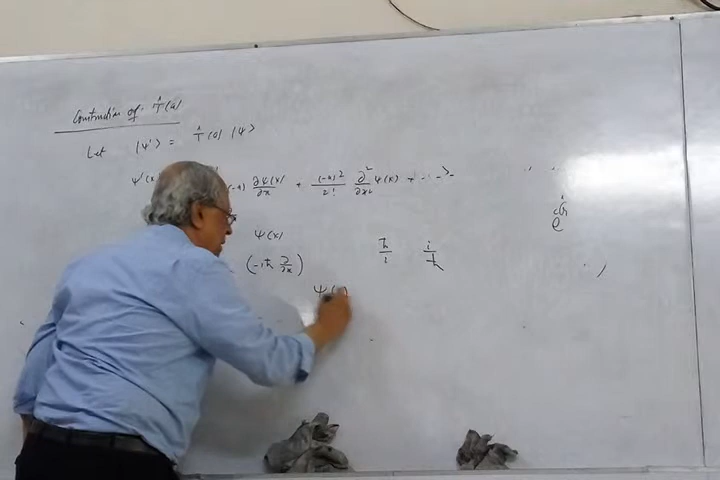 Construction of T̂(a)
Let |ψ'> = T̂(a) |ψ>
ψ'(x (-a) ∂ψ(x)/∂x + (-a)²/2! ∂²/∂x² ψ(x) + ---
ψ(x)
(-iħ ∂/∂x) ħ/i i/ħ
ψ(